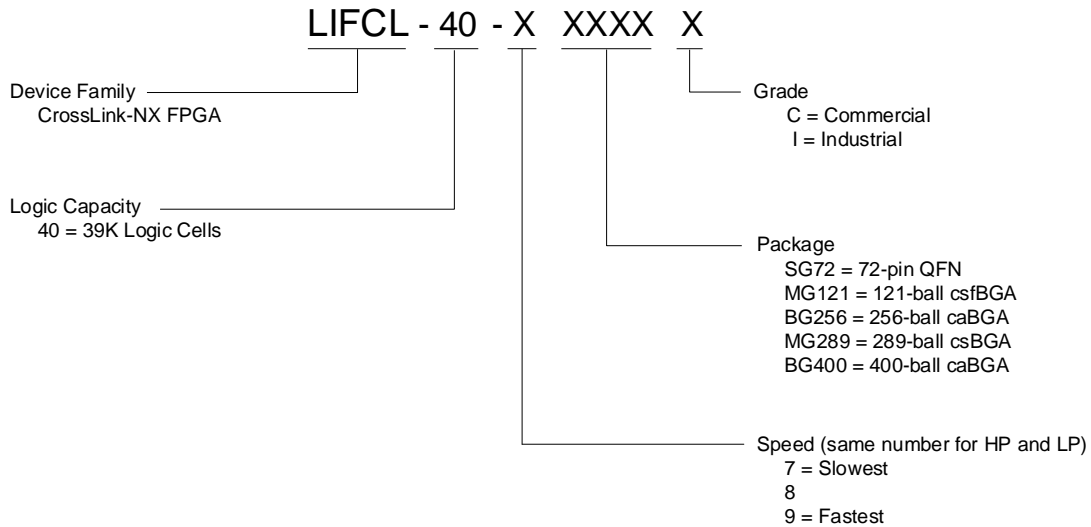 LIFCL - 40 - X XXXX X
Device Family
CrossLink-NX FPGA
Logic Capacity
40 = 39K Logic Cells
Grade
C = Commercial
I = Industrial
Package
SG72 = 72-pin QFN
MG121 = 121-ball csfBGA
BG256 = 256-ball caBGA
MG289 = 289-ball csBGA
BG400 = 400-ball caBGA
Speed (same number for HP and LP)
7 = Slowest
8
9 = Fastest